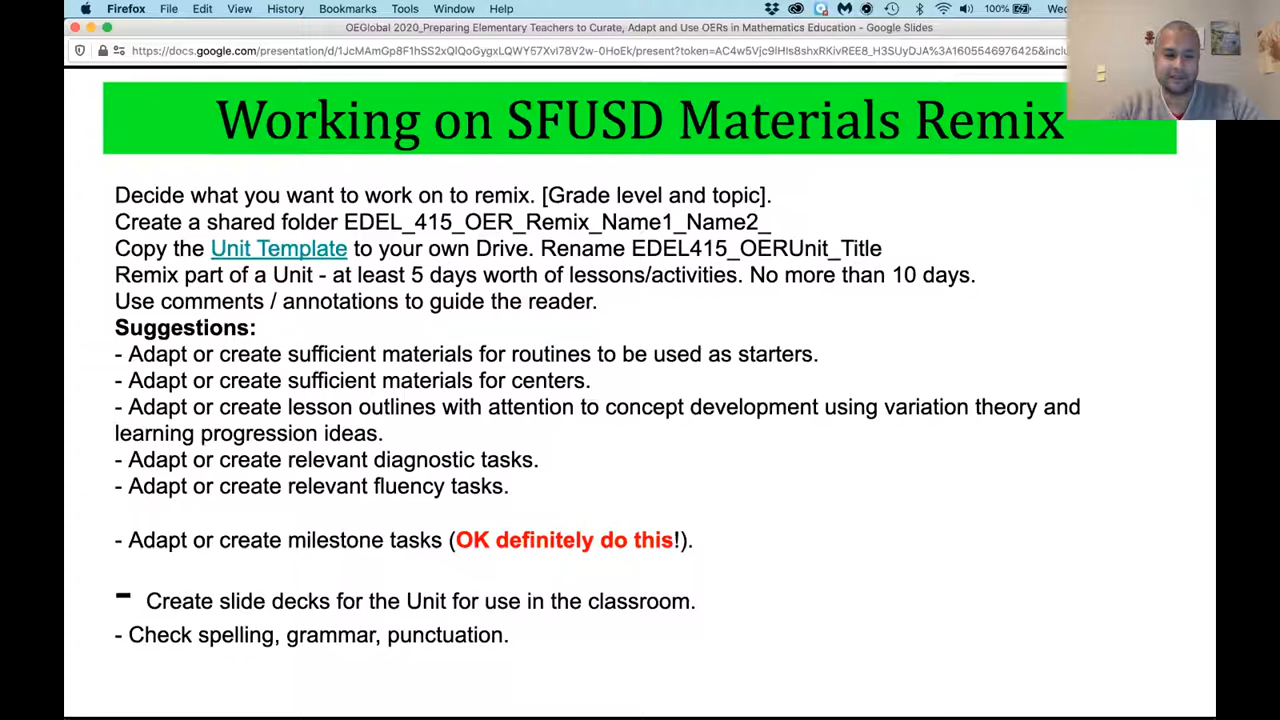 Firefox File Edit View History Bookmarks Tools Window Help 100% Wed
OEGlobal 2020_Preparing Elementary Teachers to Curate, Adapt and Use OERs in Mathematics Education - Google Slides
Working on SFUSD Materials Remix
Decide what you want to work on to remix. [Grade level and topic].
Create a shared folder EDEL_415_OER_Remix_Name1_Name2_
Copy the Unit Template to your own Drive. Rename EDEL415_OERUnit_Title
Remix part of a Unit - at least 5 days worth of lessons/activities. No more than 10 days.
Use comments / annotations to guide the reader.
Suggestions:
- Adapt or create sufficient materials for routines to be used as starters.
- Adapt or create sufficient materials for centers.
- Adapt or create lesson outlines with attention to concept development using variation theory and
learning progression ideas.
- Adapt or create relevant diagnostic tasks.
- Adapt or create relevant fluency tasks.
- Adapt or create milestone tasks (OK definitely do this!).
- Create slide decks for the Unit for use in the classroom.
- Check spelling, grammar, punctuation.